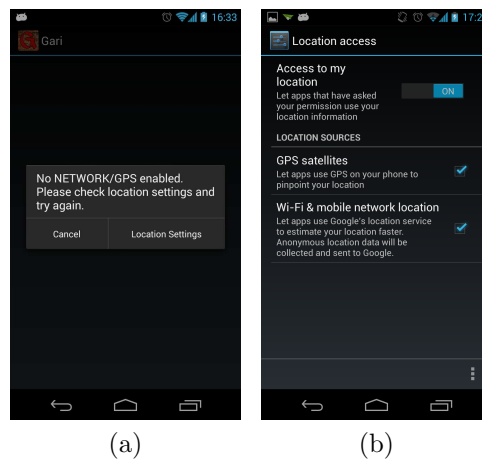 16:33
Gari
No NETWORK/GPS enabled.
Please check location settings and
try again.
Cancel
Location Settings
(a)
17:2
Location access
Access to my
location
Let apps that have asked
your permission use your
location information
ON
LOCATION SOURCES
GPS satellites
Let apps use GPS on your phone to
pinpoint your location
Wi-Fi & mobile network location
Let apps use Google's location service
to estimate your location faster.
Anonymous location data will be
collected and sent to Google.
(b)